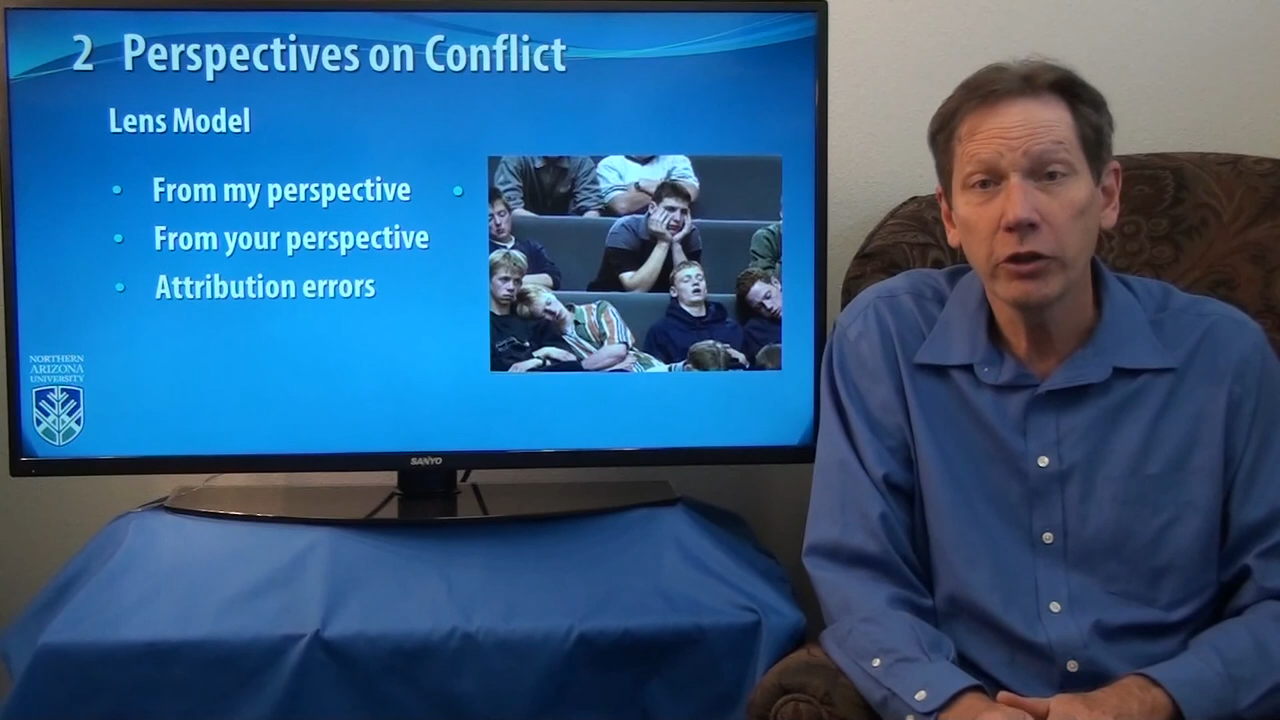 2 Perspectives on Conflict
Lens Model
• From my perspective
•
• From your perspective
• Attribution errors
NORTHERN
ARIZONA
UNIVERSITY
SANYO